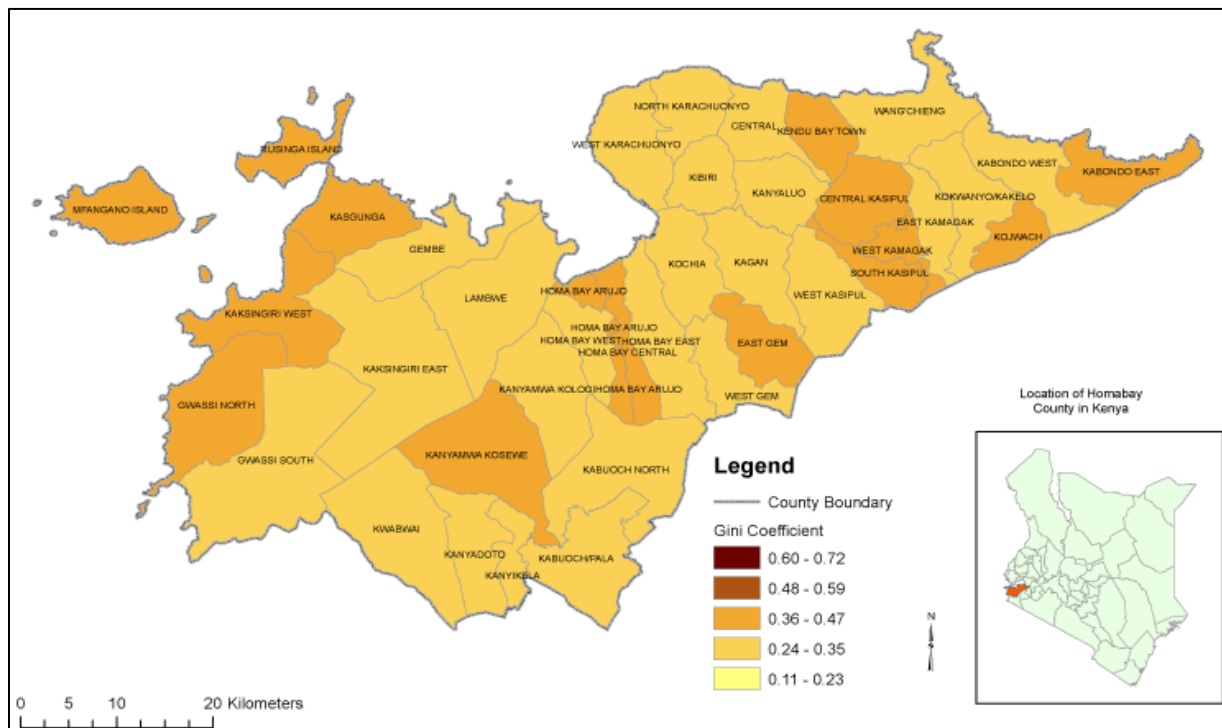 NORTH KARACHUONYO
WANG'CHIENG
CENTRAL
KENDU BAY TOWN
WEST KARACHUONYO
RUSINGA ISLAND
KABONDO WEST
KABONDO EAST
KIBIRI
KANYALUO
CENTRAL KASIPUL
KOKWANYO/KAKELO
MFANGANO ISLAND
KASGUNGA
EAST KAMAGAK
KOJWACH
GEMBE
WEST KAMAGAK
KOCHIA
KAGAN
SOUTH KASIPUL
HOMA BAY ARUJO
LAMBWE
WEST KASIPUL
KAKSINGIRI WEST
HOMA BAY ARUJO
HOMA BAY WEST
HOMA BAY EAST
EAST GEM
HOMA BAY CENTRAL
KAKSINGIRI EAST
KANYAMWA KOLOGI
HOMA BAY ARUJO
WEST GEM
GWASSI NORTH
KANYAMWA KOSEWE
GWASSI SOUTH
KABUOCH NORTH
KWABWAI
KANYADOTO
KABUOCH/PALA
KANYIKELA
Location of Homabay
County in Kenya
Legend
County Boundary
Gini Coefficient
0.60 - 0.72
0.48 - 0.59
0.36 - 0.47
0.24 - 0.35
0.11 - 0.23
N
0 5 10 20 Kilometers